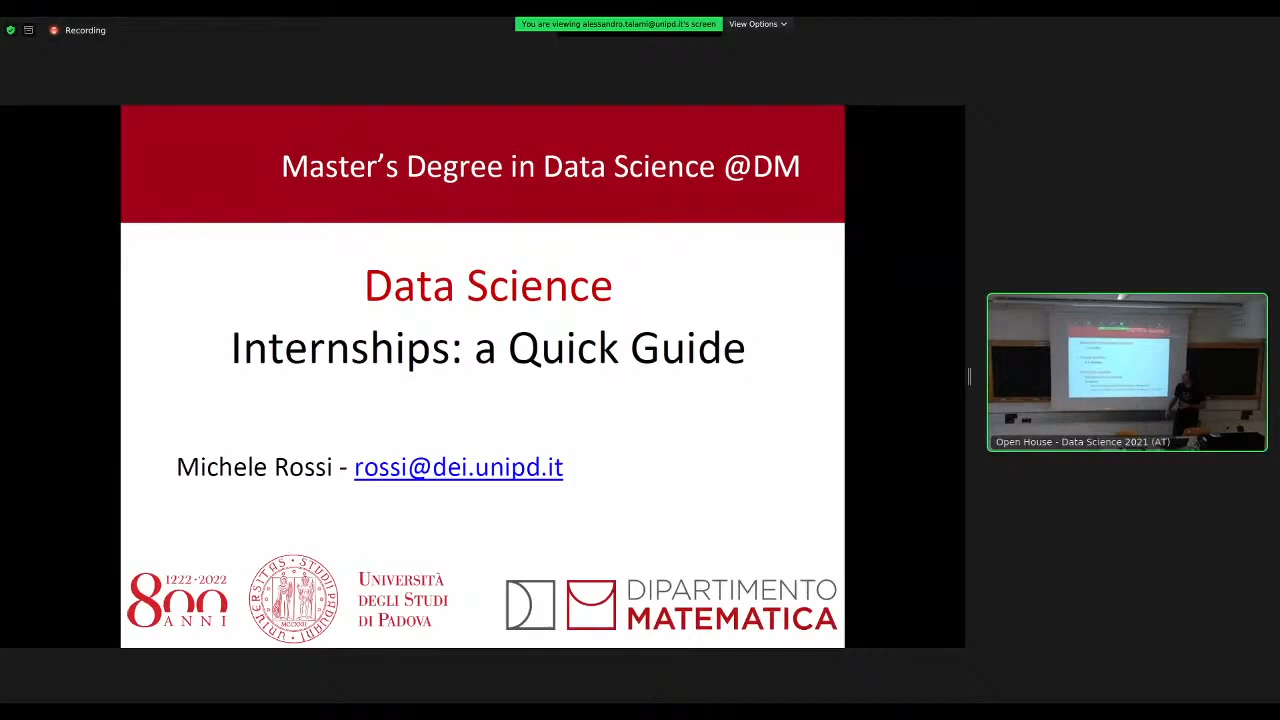 You are viewing alessandro.talami@unipd.it's screen
View Options
Recording
Master's Degree in Data Science @DM
Data Science
Internships: a Quick Guide
Michele Rossi - rossi@dei.unipd.it
1222·2022
800
ANNI
UNIVERSITÀ
DEGLI STUDI
DI PADOVA
DIPARTIMENTO
MATEMATICA
Open House - Data Science 2021 (AT)